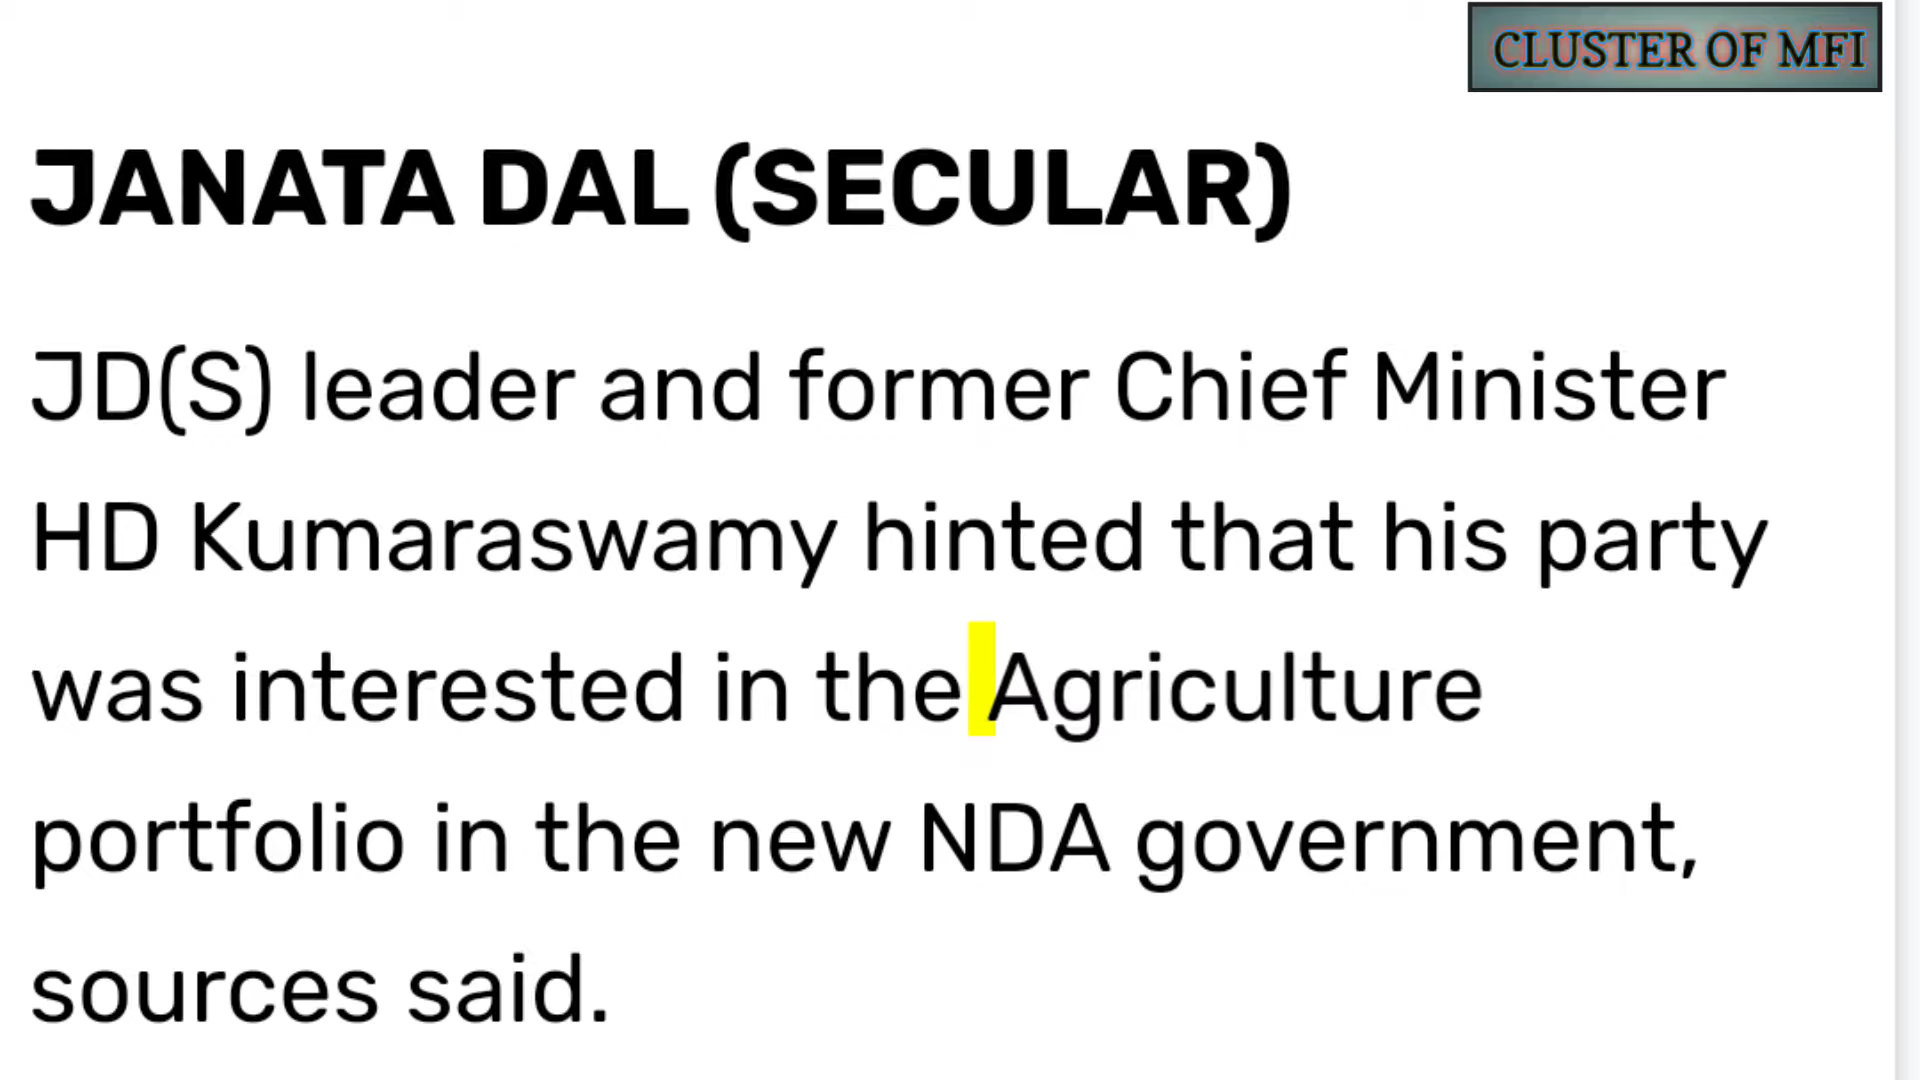 CLUSTER OF MFI
JANATA DAL (SECULAR)
JD(S) leader and former Chief Minister
HD Kumaraswamy hinted that his party
was interested in the Agriculture
portfolio in the new NDA government,
sources said.